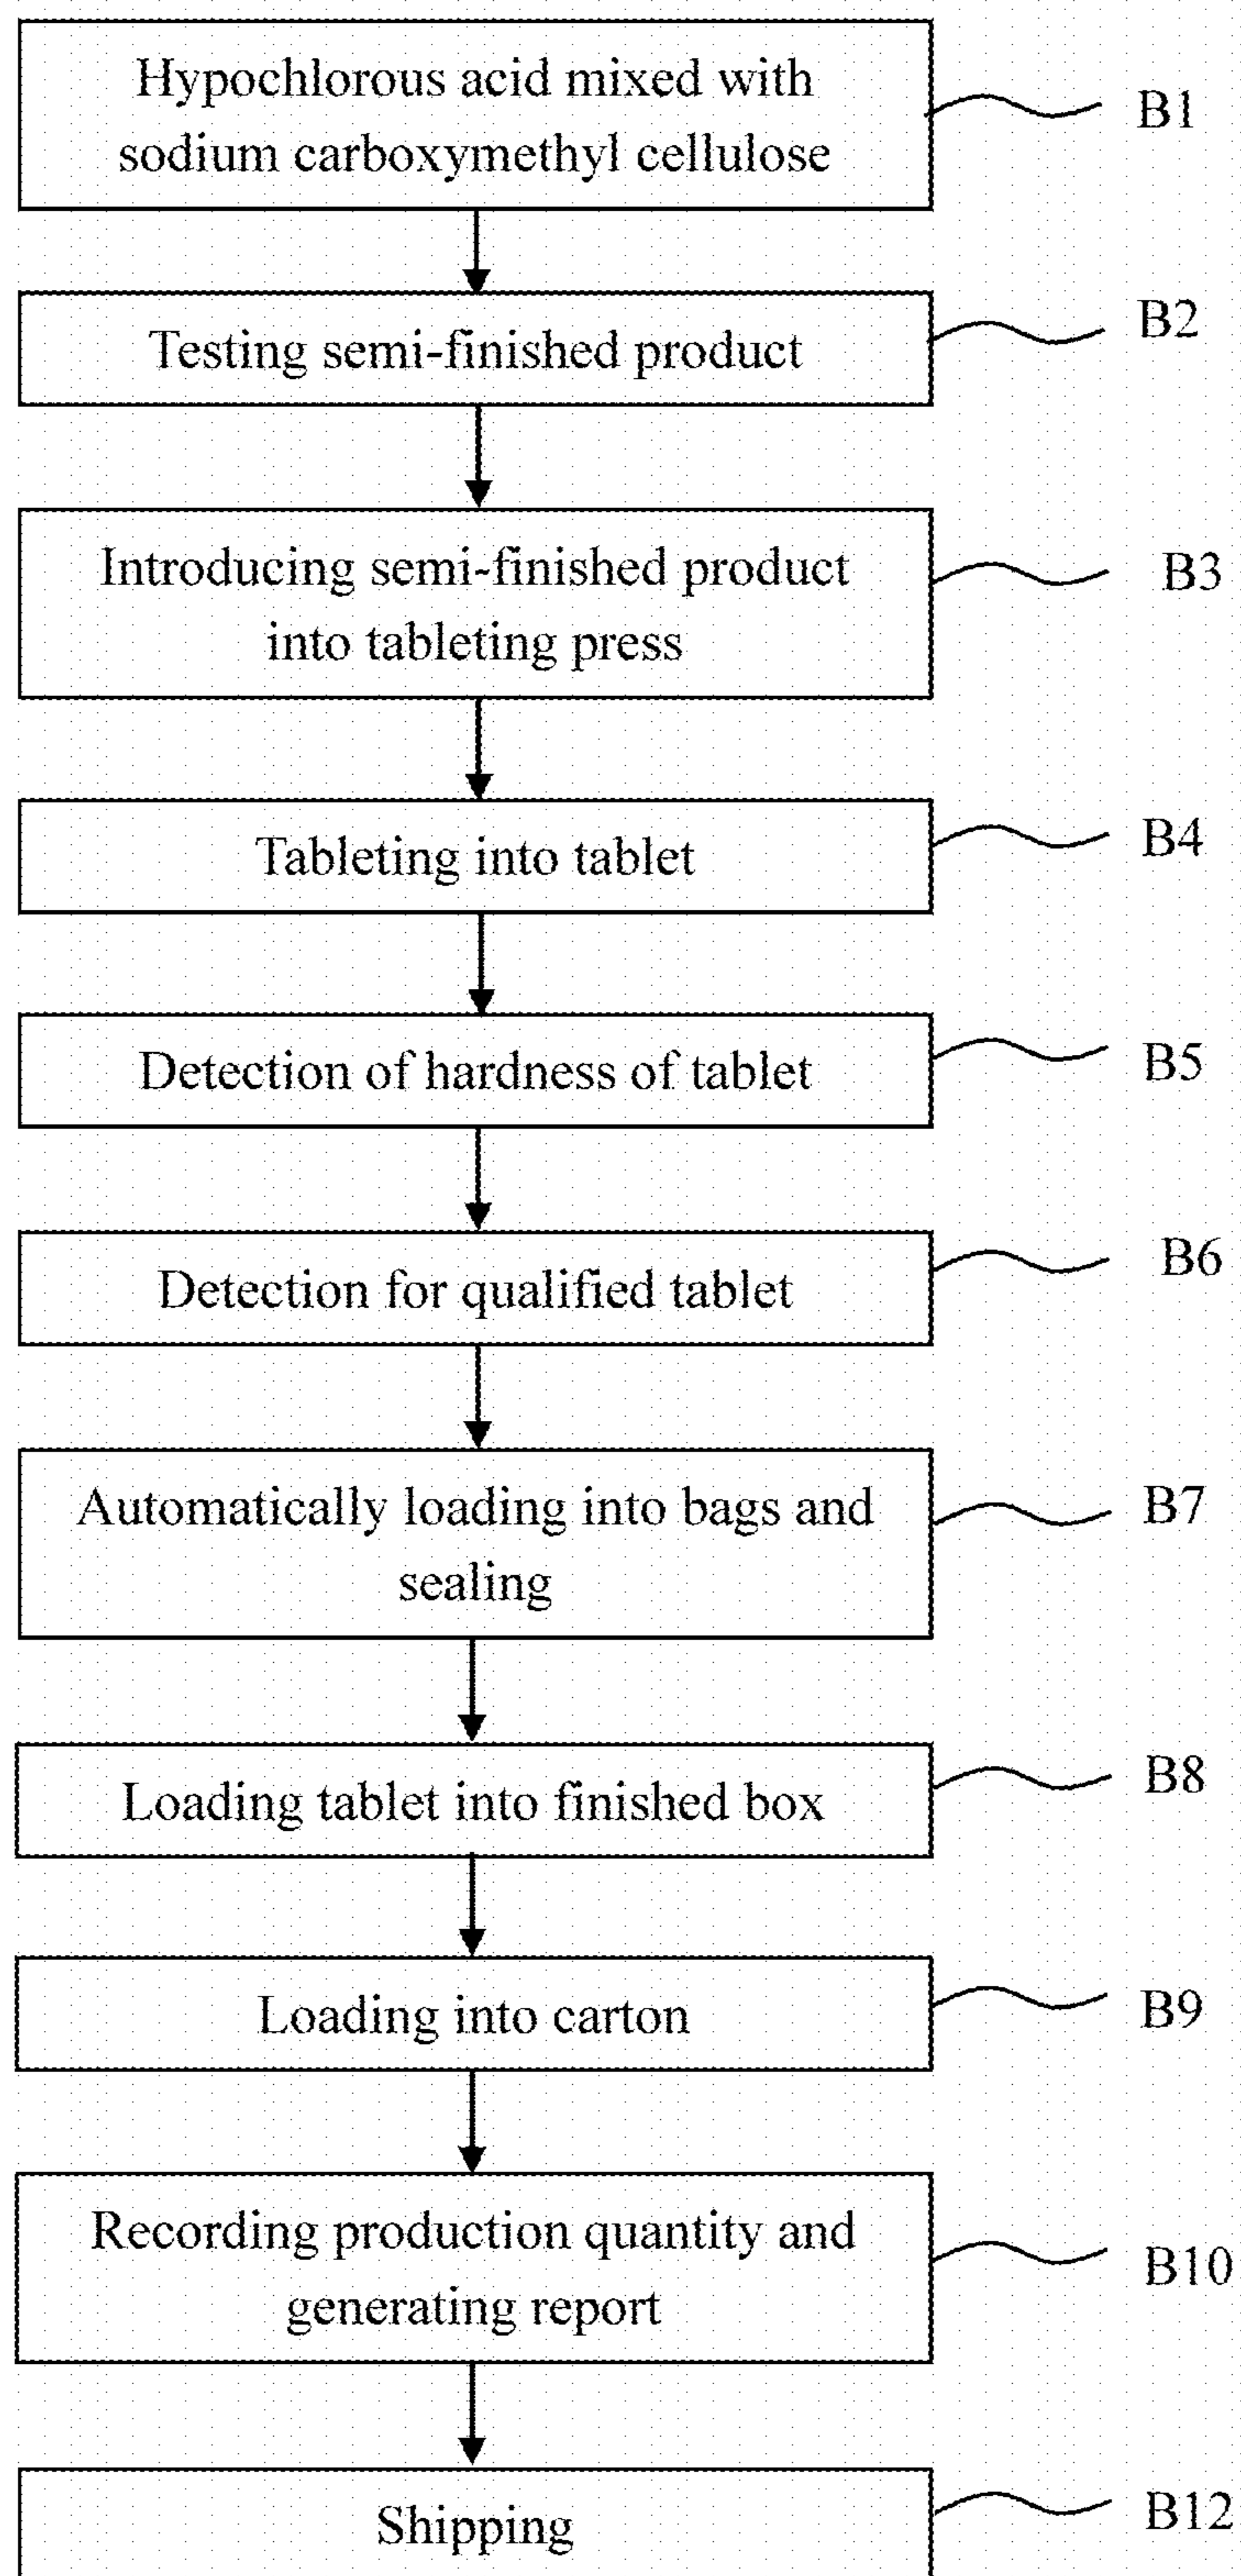 Hypochlorous acid mixed with
sodium carboxymethyl cellulose
B1
Testing semi-finished product
B2
Introducing semi-finished product
into tableting press
B3
Tableting into tablet
B4
Detection of hardness of tablet
B5
Detection for qualified tablet
B6
Automatically loading into bags and
sealing
B7
Loading tablet into finished box
B8
Loading into carton
B9
Recording production quantity and
generating report
B10
Shipping
B12